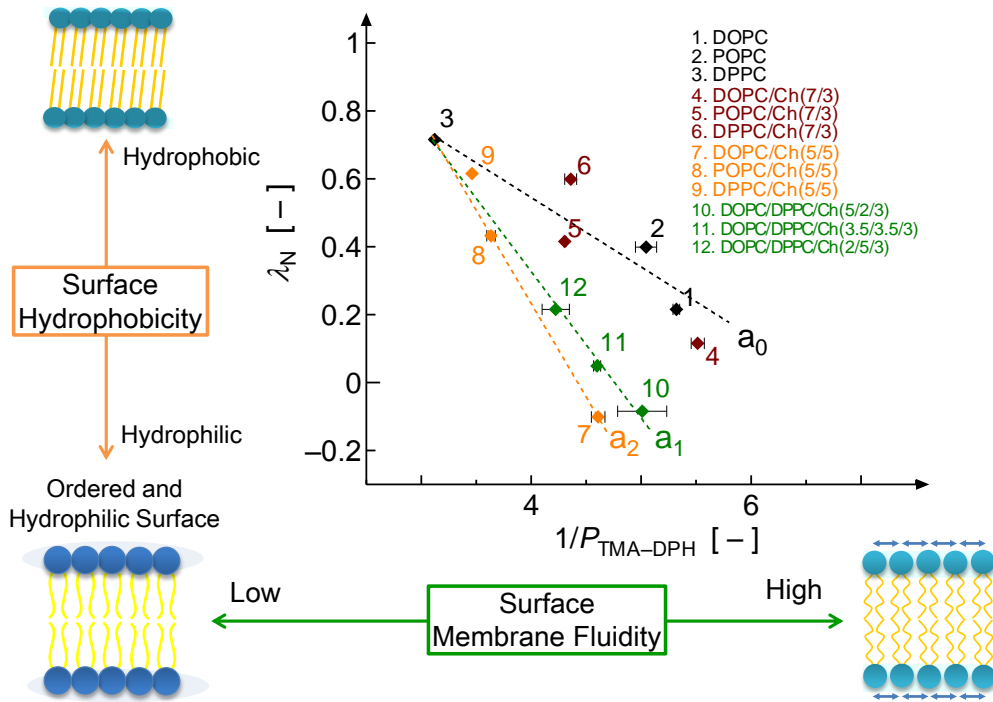 1
0.8
0.6
0.4
0.2
0
–0.2
λN [ – ]
4
6
1/PTMA–DPH [ – ]
3
9
6
5
2
8
12
1
11
4
10
7
a0
a1
a2
1. DOPC
2. POPC
3. DPPC
4. DOPC/Ch(7/3)
5. POPC/Ch(7/3)
6. DPPC/Ch(7/3)
7. DOPC/Ch(5/5)
8. POPC/Ch(5/5)
9. DPPC/Ch(5/5)
10. DOPC/DPPC/Ch(5/2/3)
11. DOPC/DPPC/Ch(3.5/3.5/3)
12. DOPC/DPPC/Ch(2/5/3)
Hydrophobic
Surface
Hydrophobicity
Hydrophilic
Ordered and
Hydrophilic Surface
Low
Surface
Membrane Fluidity
High